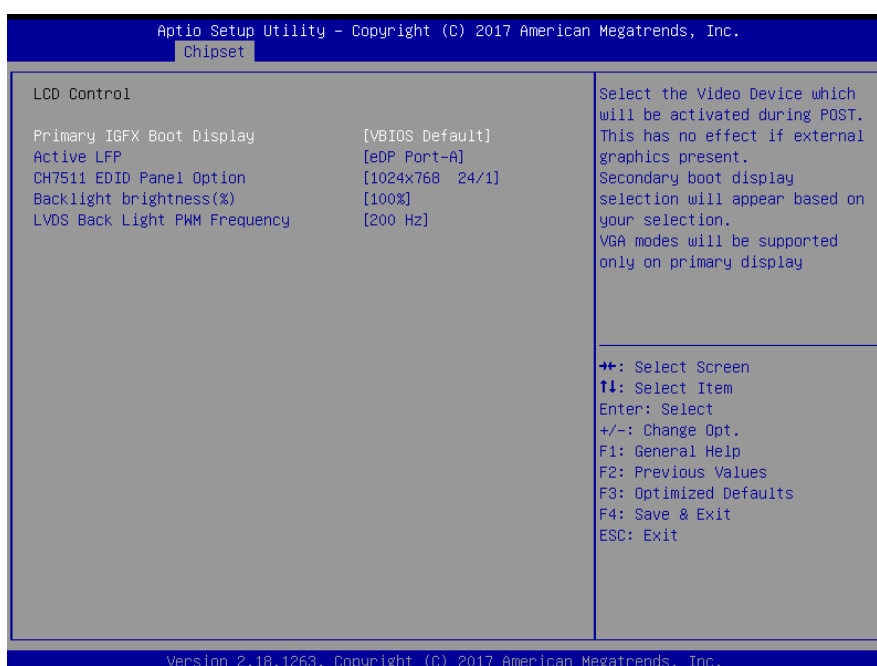 Aptio Setup Utility – Copyright (C) 2017 American Megatrends, Inc.
Chipset
LCD Control
Primary IGFX Boot Display [VBIOS Default]
Active LFP [eDP Port-A]
CH7511 EDID Panel Option [1024x768 24/1]
Backlight brightness(%) [100%]
LVDS Back Light PWM Frequency [200 Hz]
Select the Video Device which
will be activated during POST.
This has no effect if external
graphics present.
Secondary boot display
selection will appear based on
your selection.
VGA modes will be supported
only on primary display
→←: Select Screen
↑↓: Select Item
Enter: Select
+/-: Change Opt.
F1: General Help
F2: Previous Values
F3: Optimized Defaults
F4: Save & Exit
ESC: Exit
Version 2.18.1263. Copyright (C) 2017 American Megatrends, Inc.